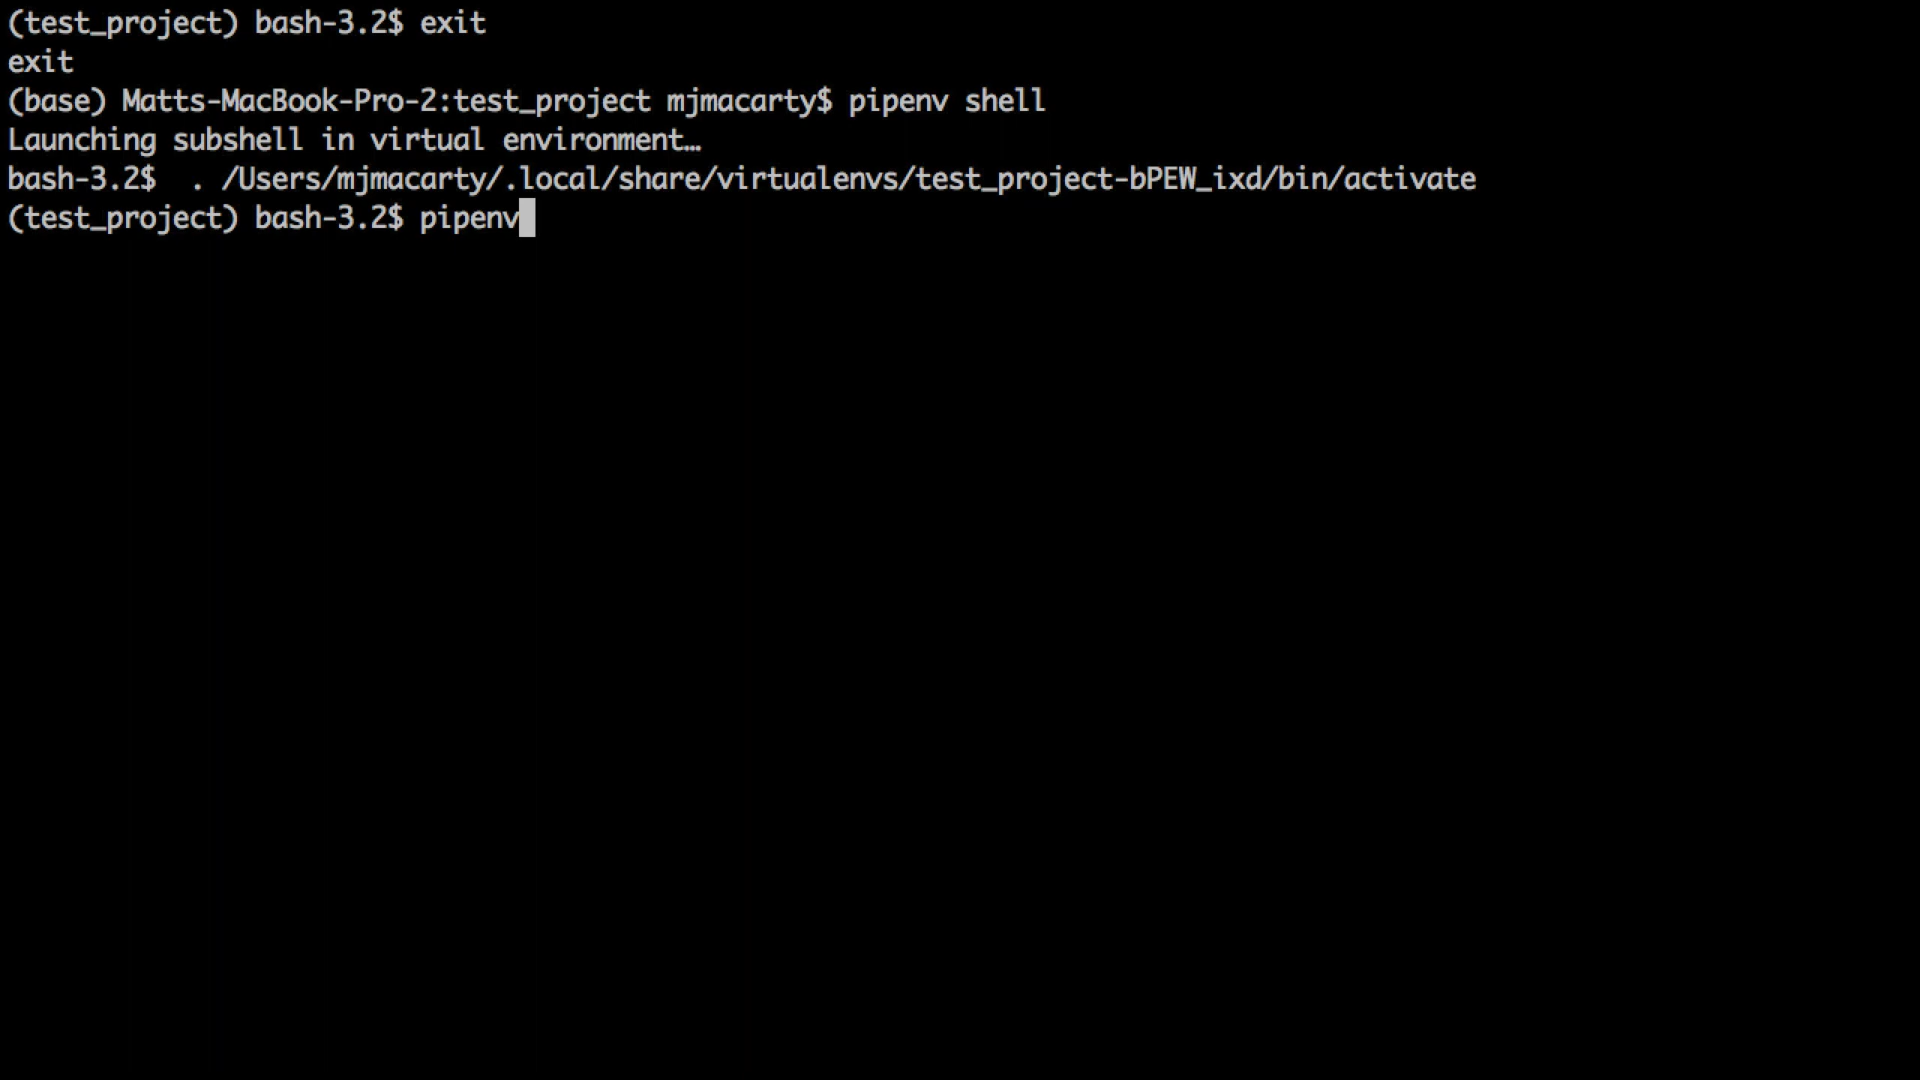 (test_project) bash-3.2$ exit
exit
(base) Matts-MacBook-Pro-2:test_project mjmacarty$ pipenv shell
Launching subshell in virtual environment…
bash-3.2$  . /Users/mjmacarty/.local/share/virtualenvs/test_project-bPEW_ixd/bin/activate
(test_project) bash-3.2$ pipenv